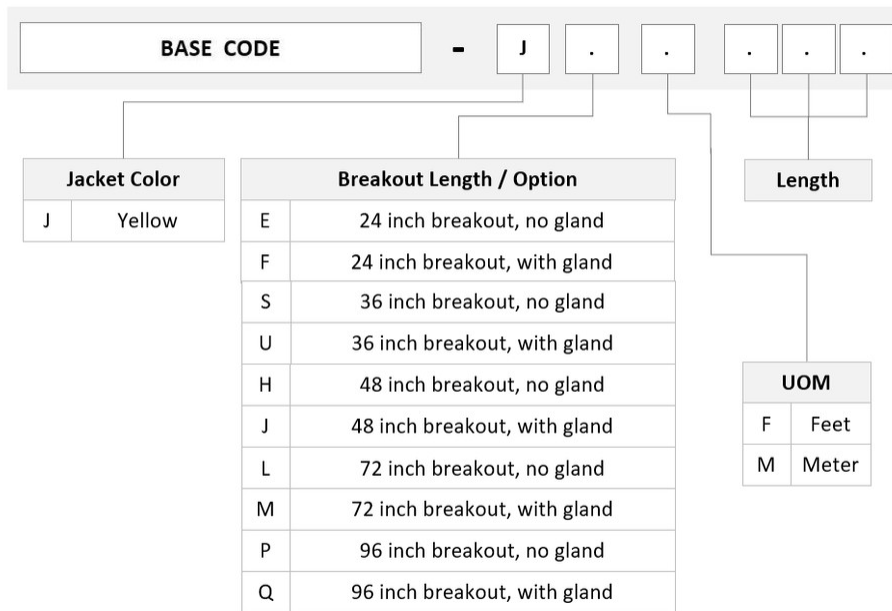 BASE CODE - J . . . . .
Jacket Color
J Yellow
Breakout Length / Option
E 24 inch breakout, no gland
F 24 inch breakout, with gland
S 36 inch breakout, no gland
U 36 inch breakout, with gland
H 48 inch breakout, no gland
J 48 inch breakout, with gland
L 72 inch breakout, no gland
M 72 inch breakout, with gland
P 96 inch breakout, no gland
Q 96 inch breakout, with gland
Length
UOM
F Feet
M Meter